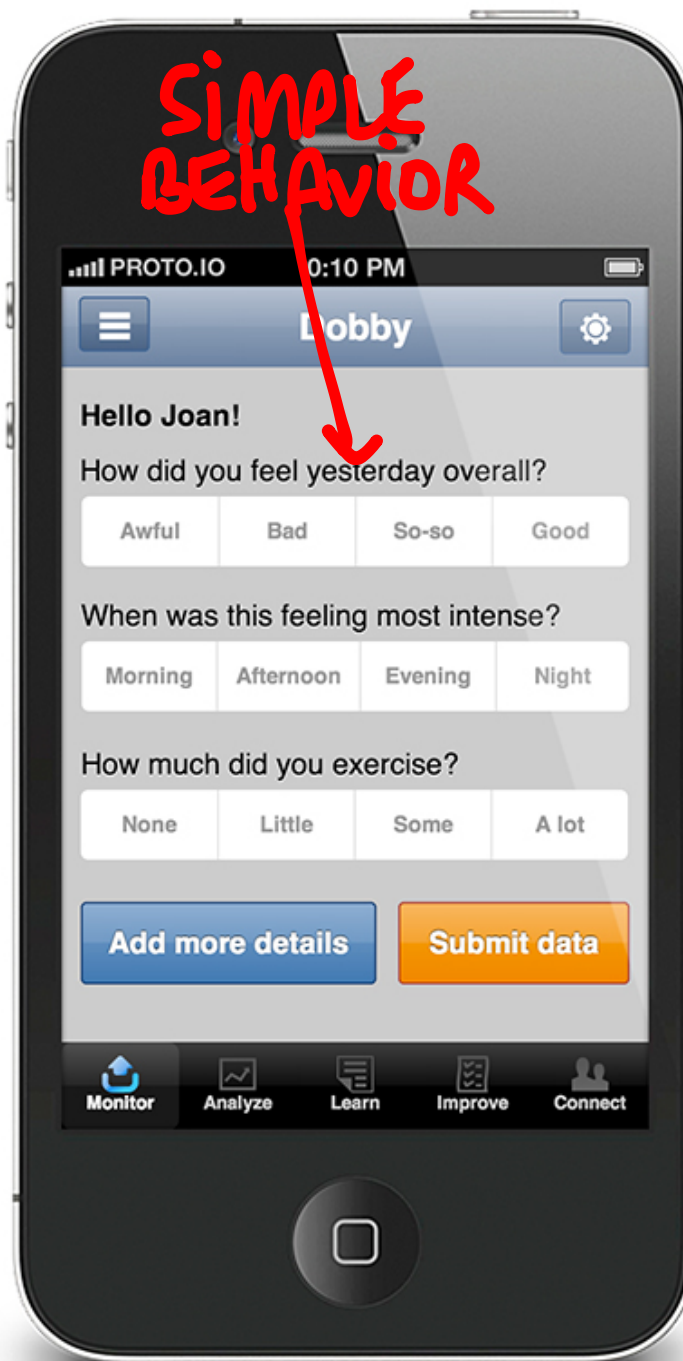 SiMPLE
BEHAViOR
PROTO.IO 0:10 PM
Dobby
Hello Joan!
How did you feel yesterday overall?
Awful Bad So-so Good
When was this feeling most intense?
Morning Afternoon Evening Night
How much did you exercise?
None Little Some A lot
Add more details Submit data
Monitor Analyze Learn Improve Connect